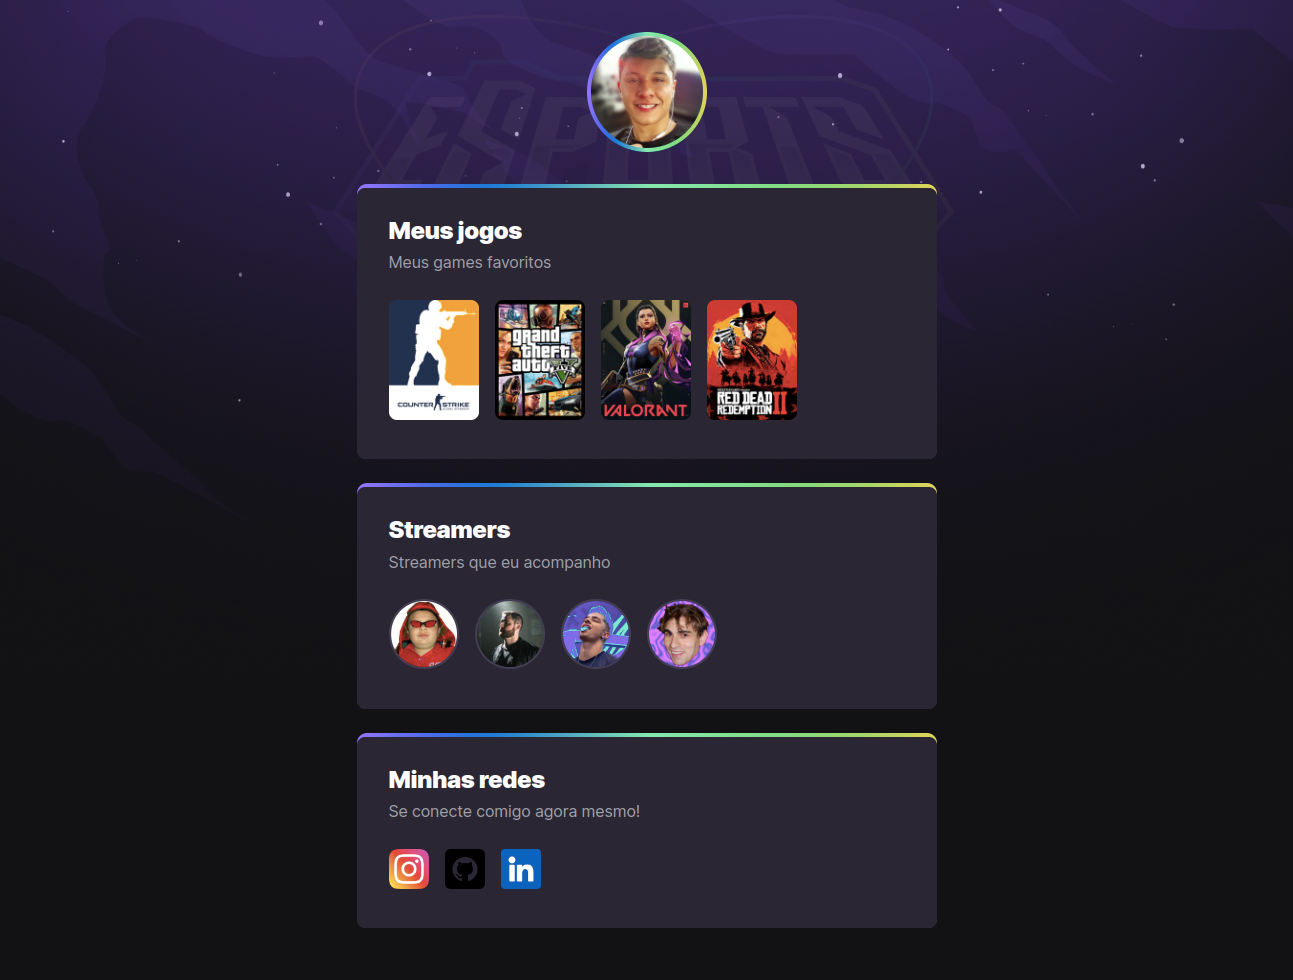 ESPORTS
Meus jogos
Meus games favoritos
COUNTER STRIKE
grand
theft
auto
FIVE
VALORANT
RED DEAD
REDEMPTION II
Streamers
Streamers que eu acompanho
Minhas redes
Se conecte comigo agora mesmo!
in